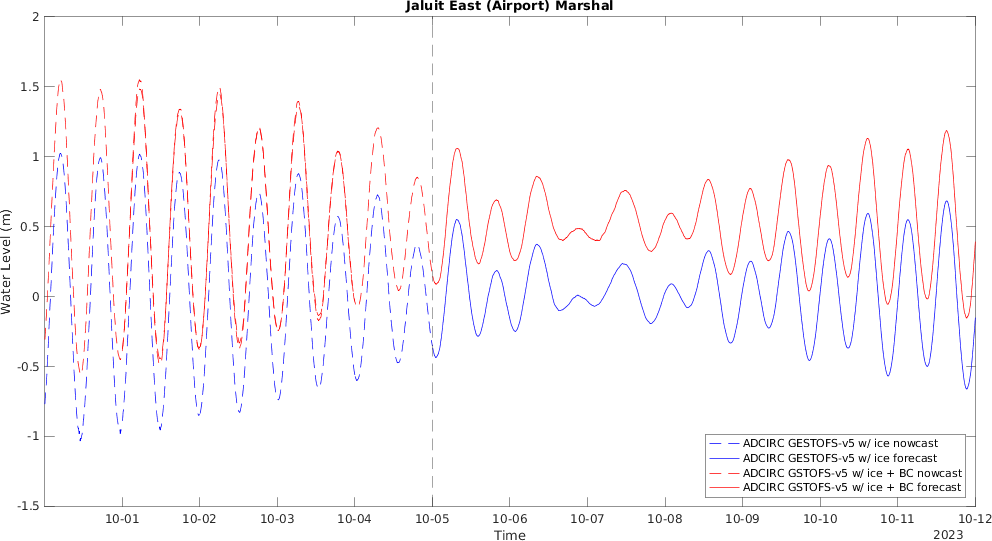 Jaluit East (Airport) Marshal
Water Level (m)
2
1.5
1
0.5
0
-0.5
-1
-1.5
10-01 10-02 10-03 10-04 10-05 10-06 10-07 10-08 10-09 10-10 10-11 10-12
2023
Time
ADCIRC GESTOFS-v5 w/ ice nowcast
ADCIRC GESTOFS-v5 w/ ice forecast
ADCIRC GSTOFS-v5 w/ ice + BC nowcast
ADCIRC GSTOFS-v5 w/ ice + BC forecast